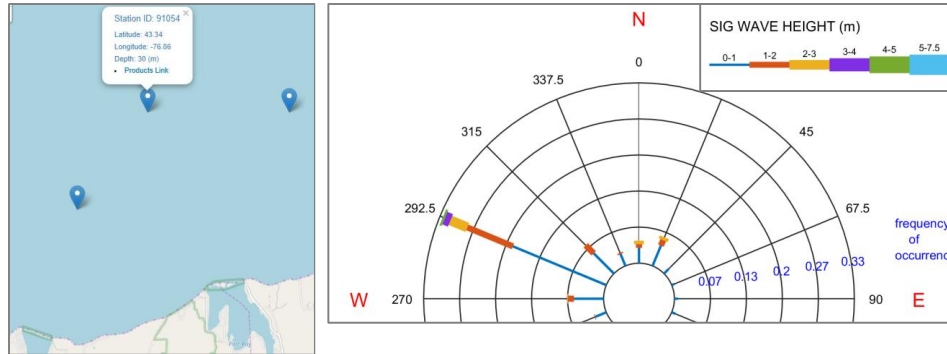 Station ID: 91054
×
Latitude: 43.34
Longitude: -76.86
Depth: 30 (m)
Products Link
N
SIG WAVE HEIGHT (m)
0-1 1-2 2-3 3-4 4-5 5-7.5
0
337.5
315
45
292.5
67.5
frequency
of
occurrenc
0.07 0.13 0.2 0.27 0.33
W 270
90 E